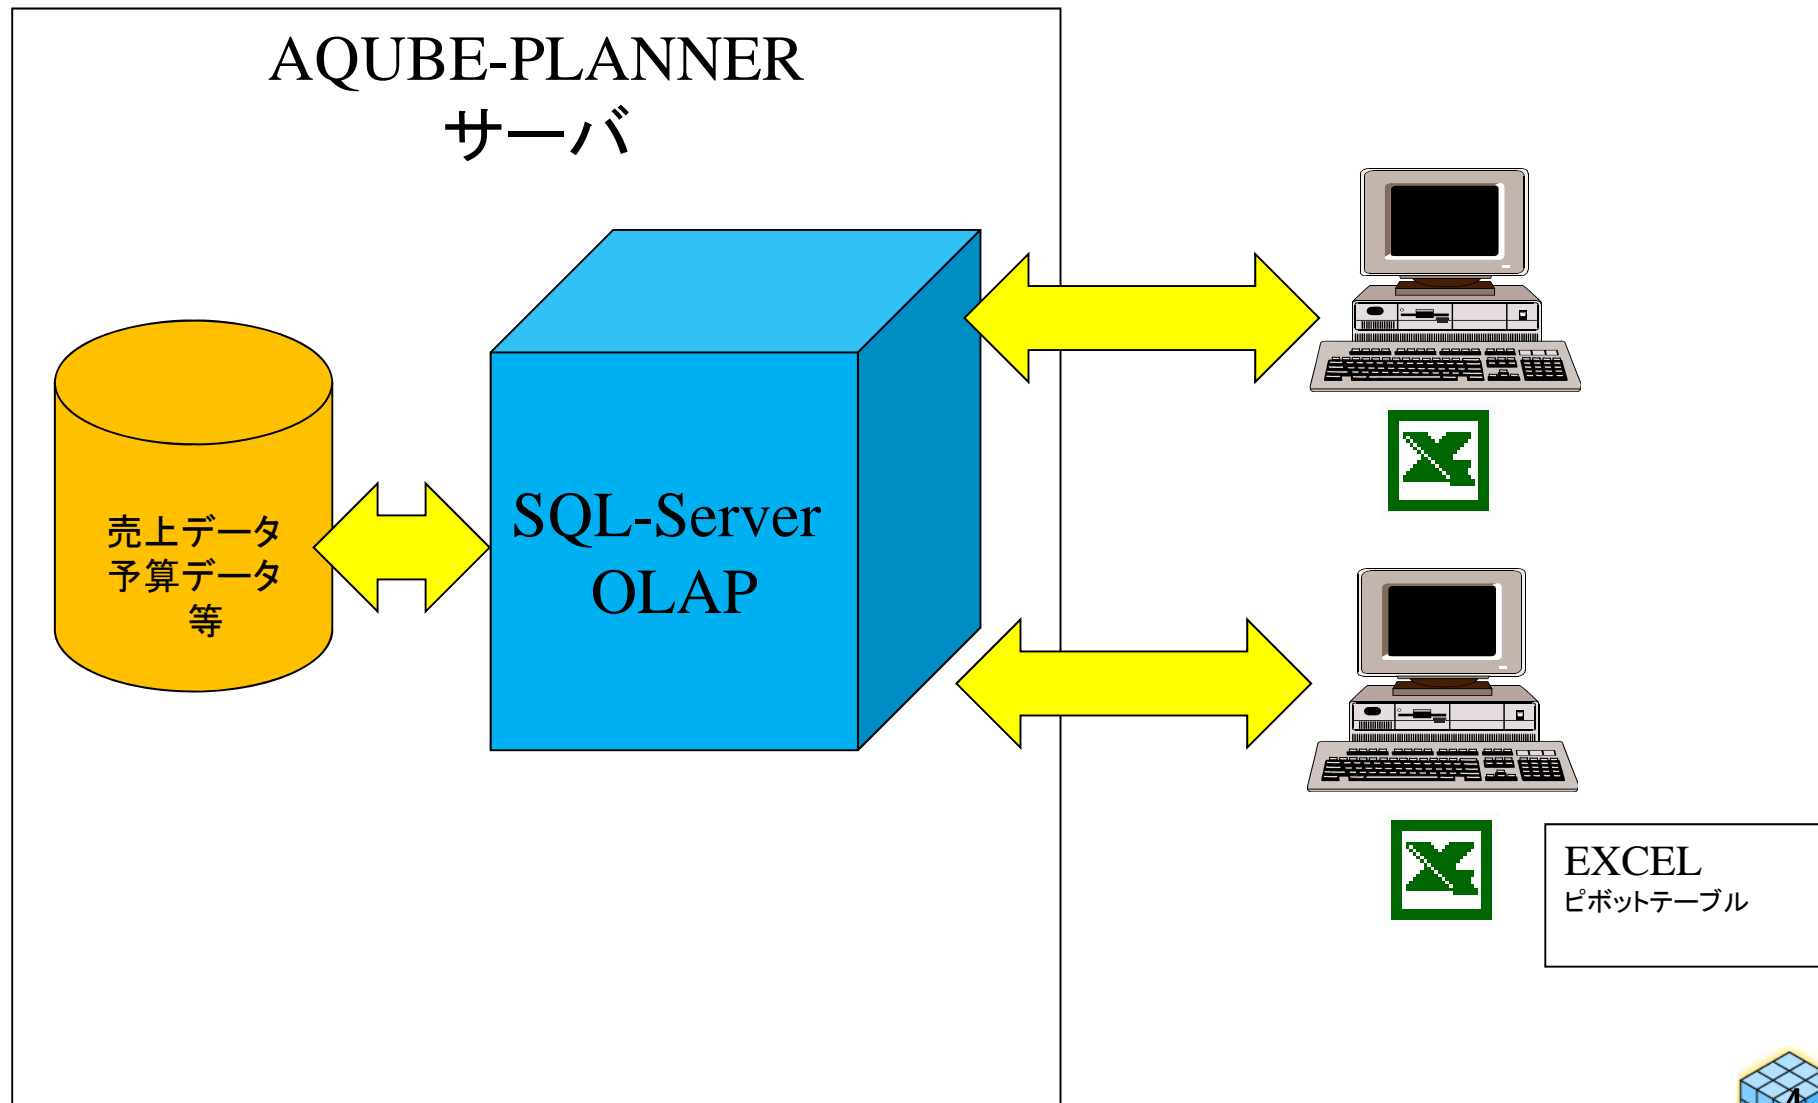 AQUBE-PLANNER
サーバ
売上データ
予算データ
等
SQL-Server
OLAP
EXCEL
ピボットテーブル
4